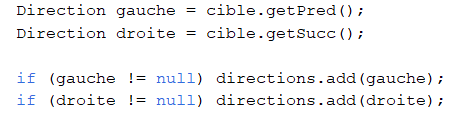 Direction gauche = cible.getPred();
Direction droite = cible.getSucc();
if (gauche != null) directions.add(gauche);
if (droite != null) directions.add(droite);